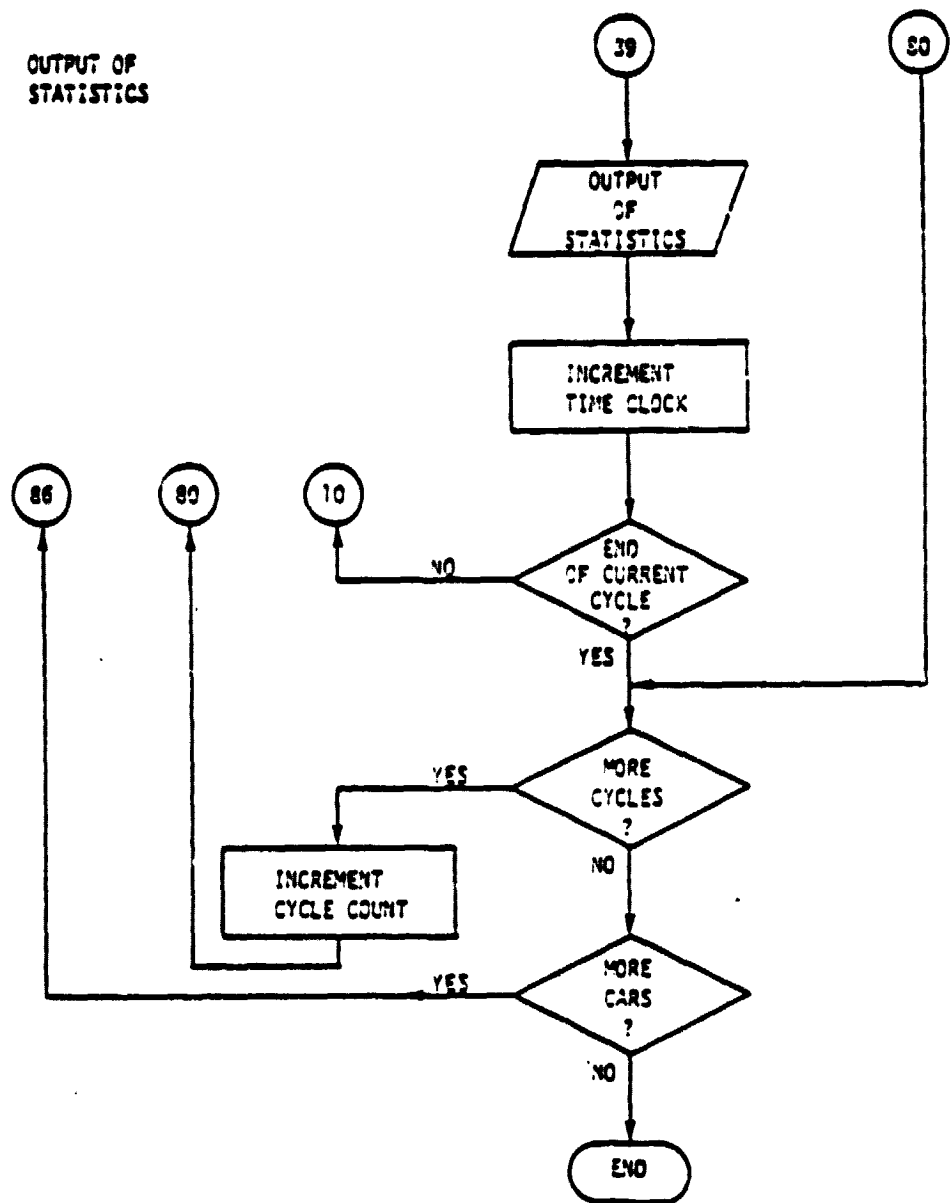 OUTPUT OF
STATISTICS
39
80
OUTPUT
OF
STATISTICS
INCREMENT
TIME CLOCK
86
10
END
OF CURRENT
CYCLE
?
NO
YES
MORE
CYCLES
?
YES
NO
INCREMENT
CYCLE COUNT
MORE
CARS
?
YES
NO
END